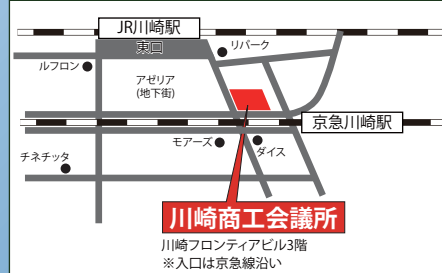 JR川崎駅
東口
リパーク
ルフロン
アゼリア
(地下街)
京急川崎駅
モアーズ
ダイス
チネチッタ
川崎商工会議所
川崎フロンティアビル3階
※入口は京急線沿い